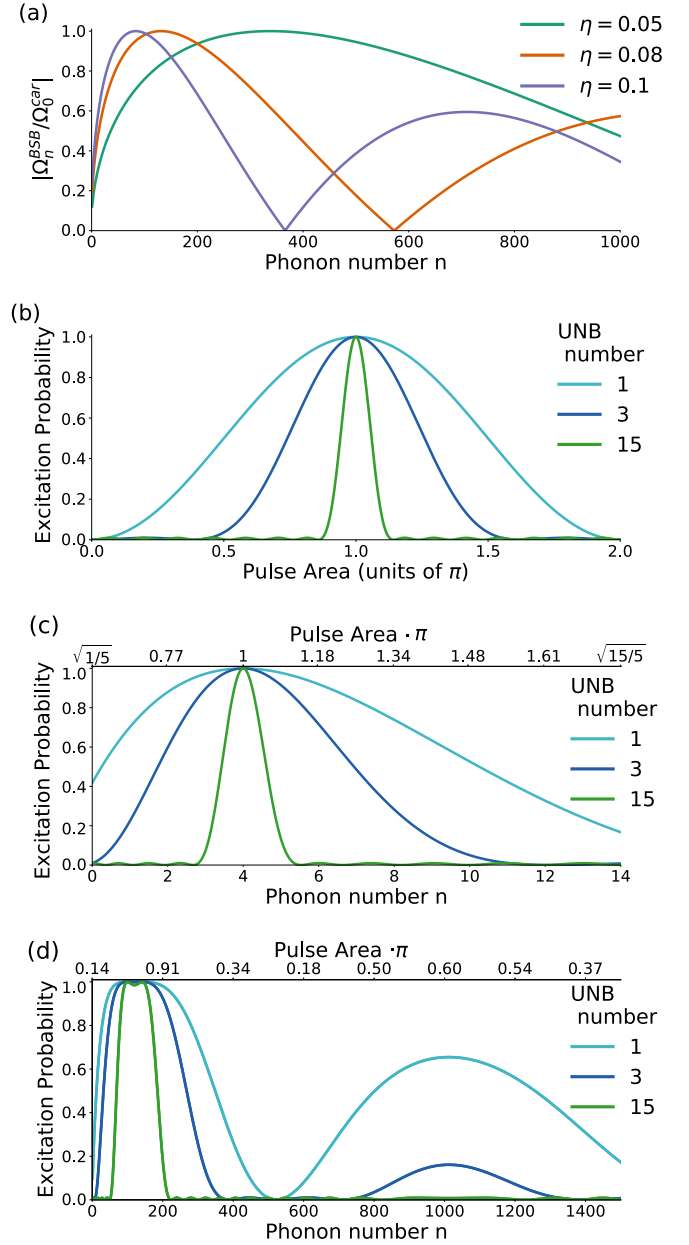 (a)
|Ω_n^{BSB}/Ω_0^{car}|
1.0
0.8
0.6
0.4
0.2
0.0
η = 0.05
η = 0.08
η = 0.1
0 200 400 600 800 1000
Phonon number n
(b)
Excitation Probability
1.0
0.8
0.6
0.4
0.2
0.0
UNB
number
1
3
15
0.0 0.5 1.0 1.5 2.0
Pulse Area (units of π)
(c)
Pulse Area · π
√1/5 0.77 1 1.18 1.34 1.48 1.61 √15/5
Excitation Probability
1.0
0.8
0.6
0.4
0.2
0.0
UNB
number
1
3
15
0 2 4 6 8 10 12 14
Phonon number n
(d)
Pulse Area ·π
0.14 0.91 0.34 0.18 0.50 0.60 0.54 0.37
Excitation Probability
1.0
0.8
0.6
0.4
0.2
0.0
UNB
number
1
3
15
0 200 400 600 800 1000 1200 1400
Phonon number n